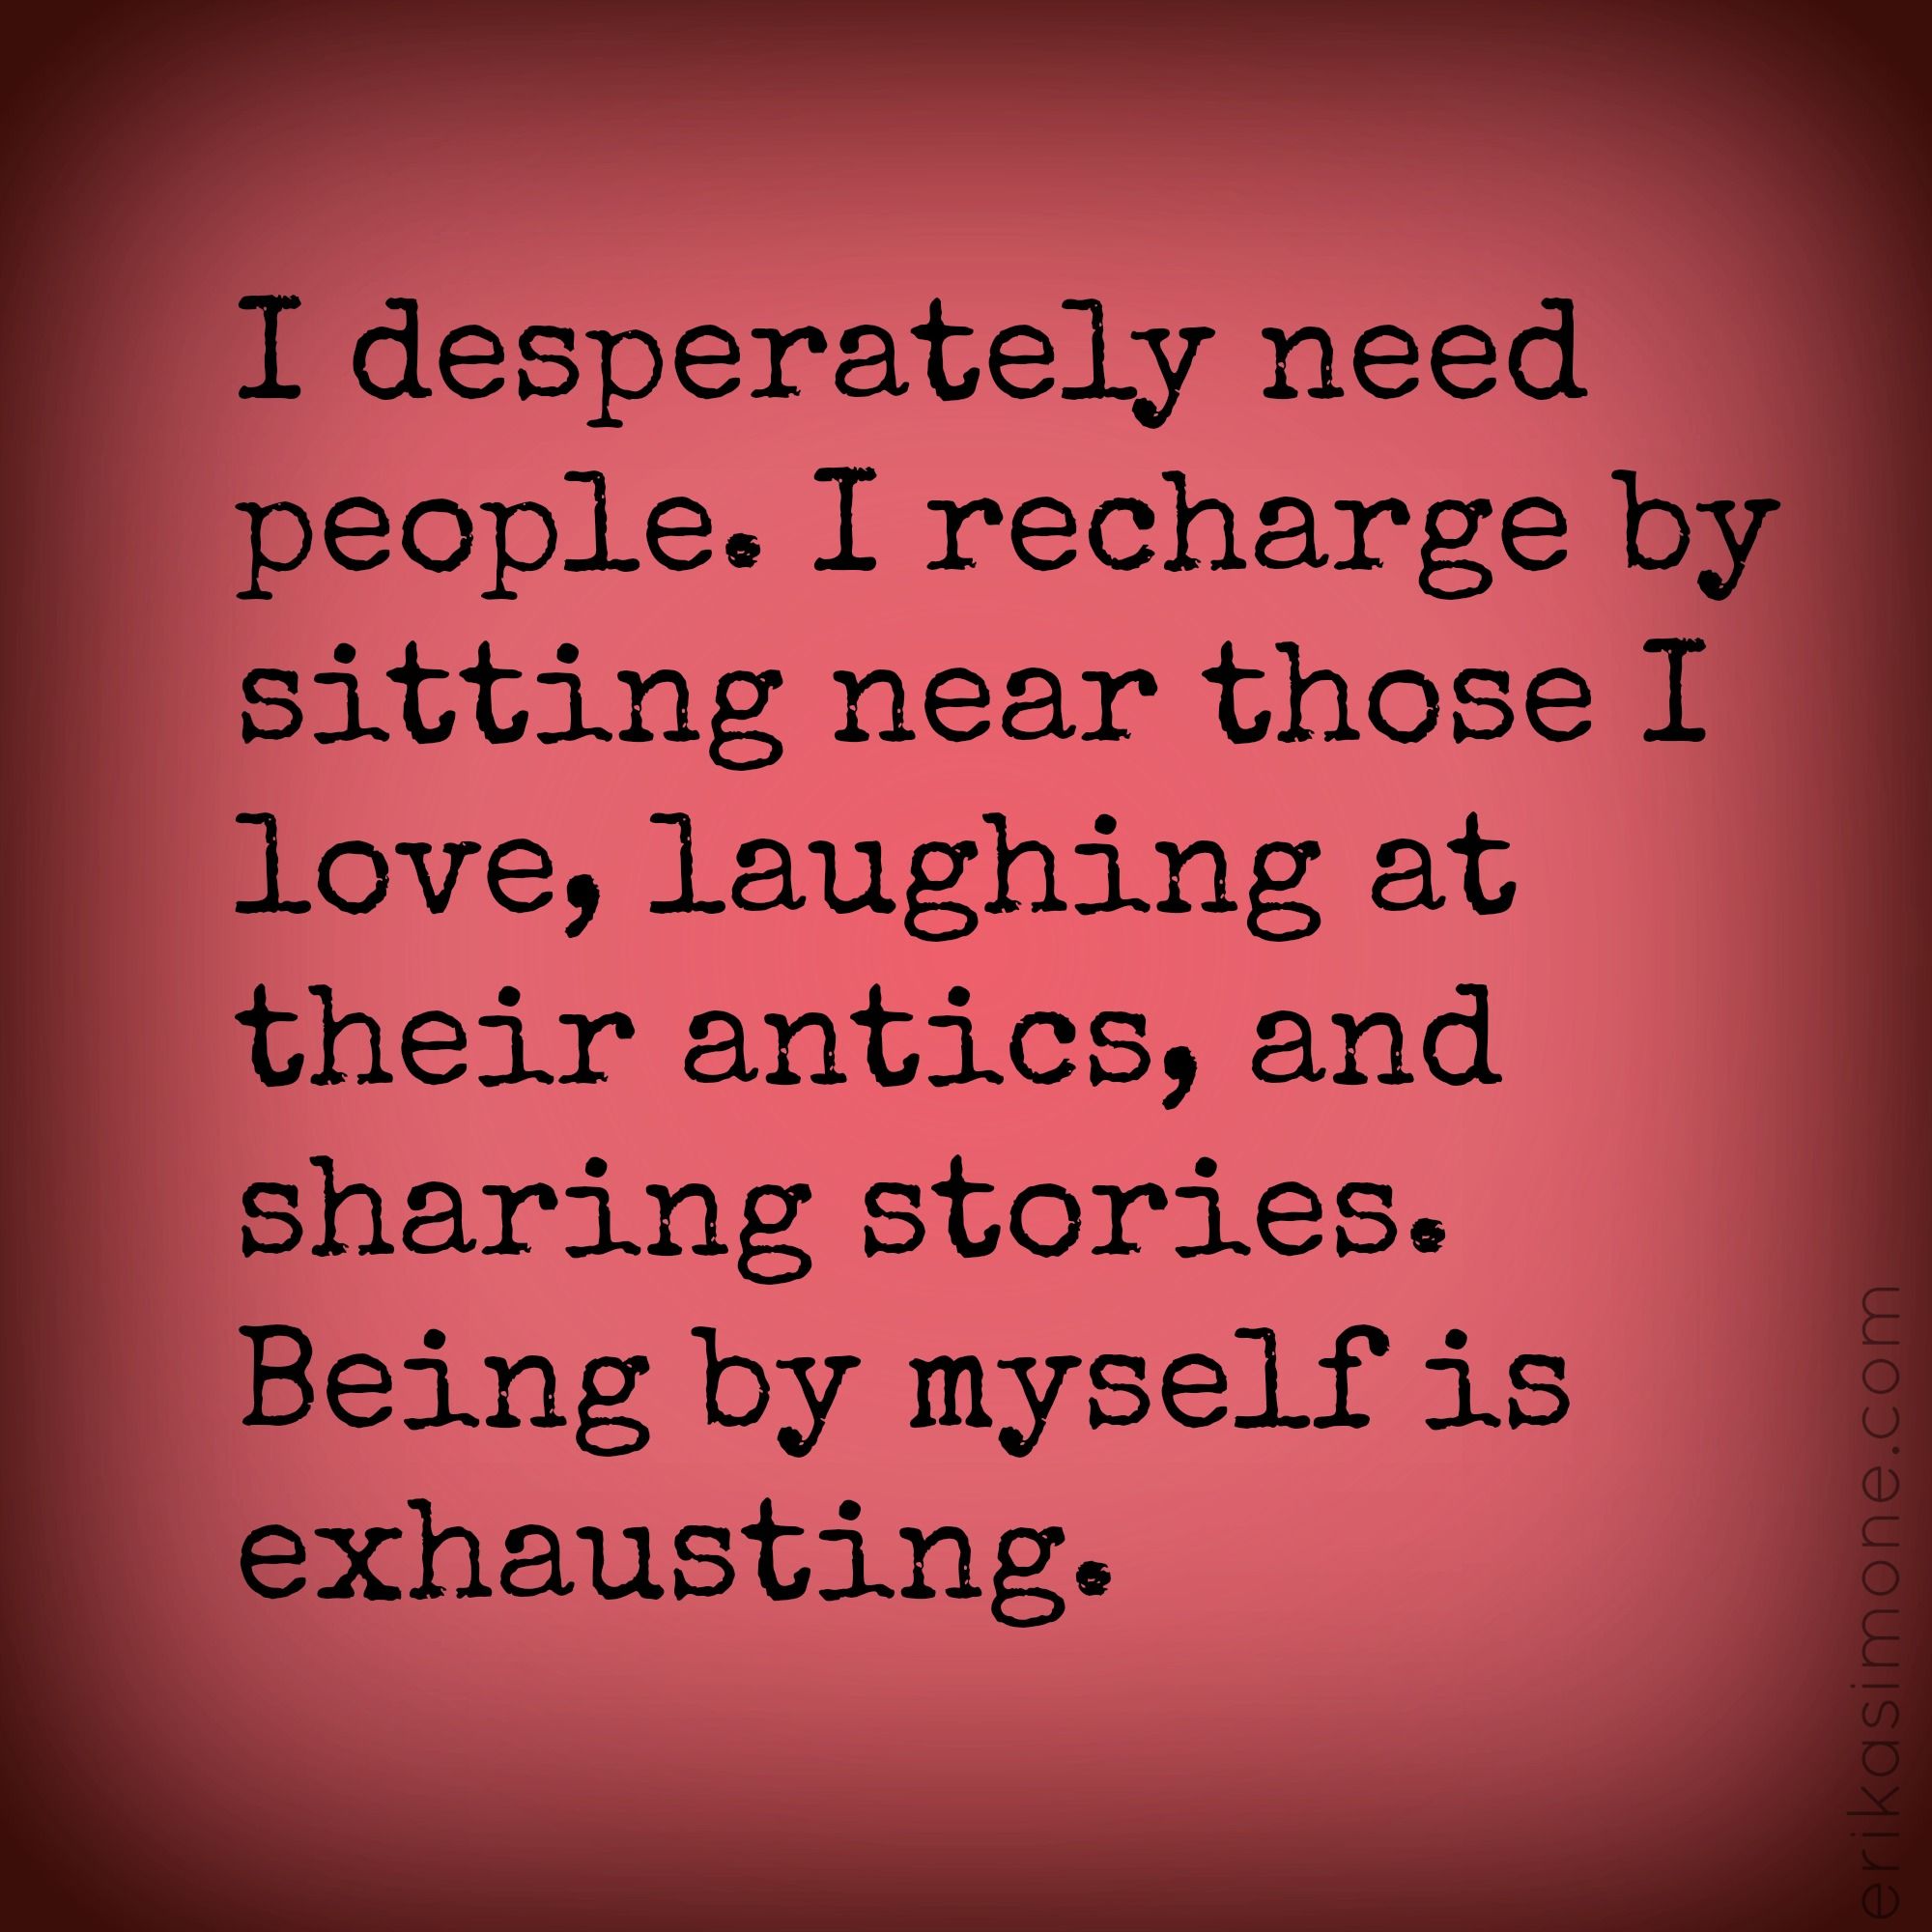 I desperately need
people. I recharge by
sitting near those I
love, laughing at
their antics, and
sharing stories.
Being by myself is
exhausting.
erikasimone.com